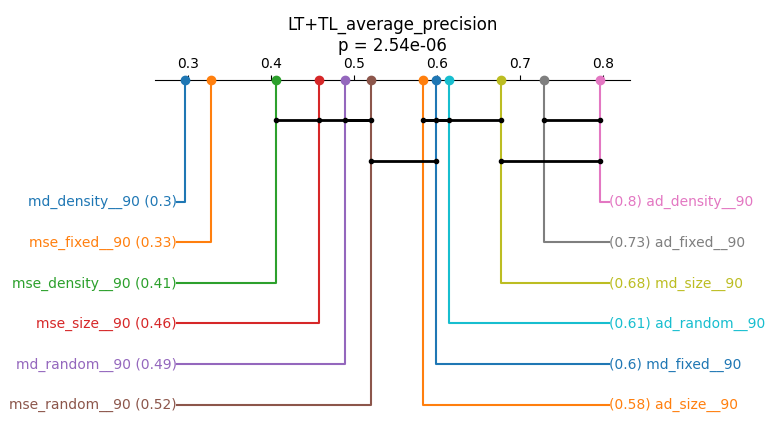 LT+TL_average_precision
p = 2.54e-06
0.3 0.4 0.5 0.6 0.7 0.8
md_density__90 (0.3) (0.8) ad_density__90
mse_fixed__90 (0.33) (0.73) ad_fixed__90
mse_density__90 (0.41) (0.68) md_size__90
mse_size__90 (0.46) (0.61) ad_random__90
md_random__90 (0.49) (0.6) md_fixed__90
mse_random__90 (0.52) (0.58) ad_size__90